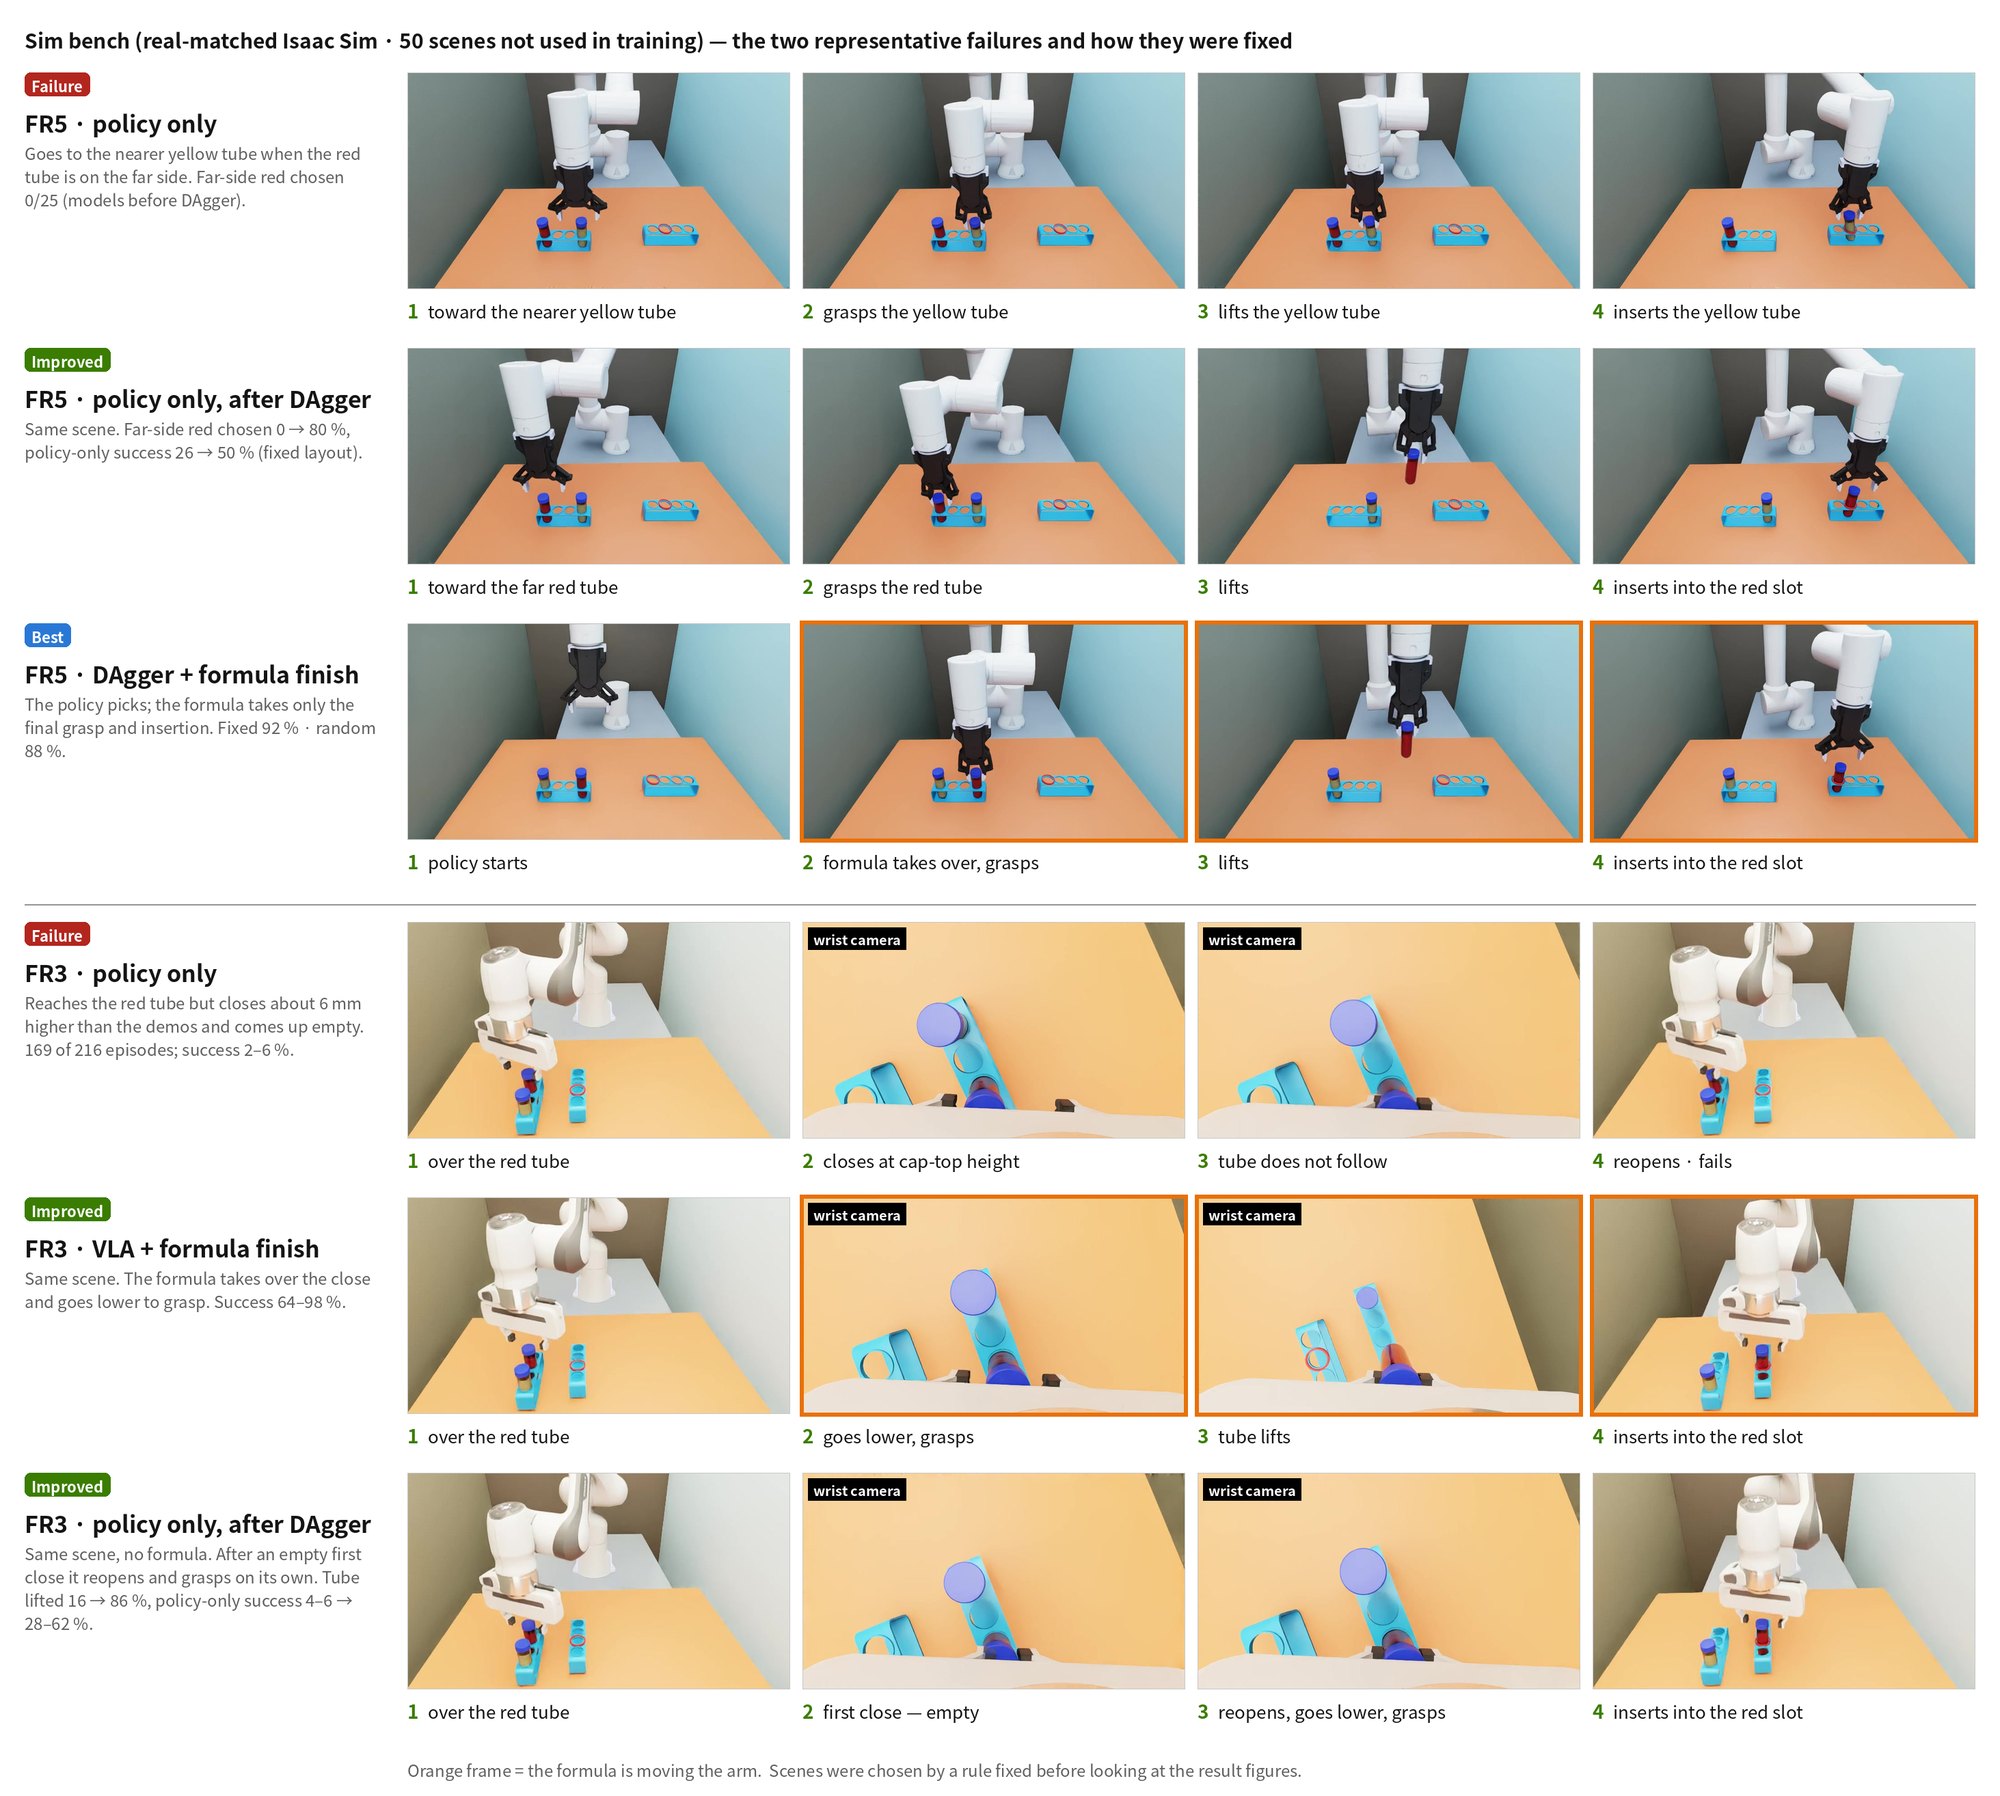 Sim bench (real-matched Isaac Sim · 50 scenes not used in training) — the two representative failures and how they were fixed
Failure
FR5 · policy only
Goes to the nearer yellow tube when the red
tube is on the far side. Far-side red chosen
0/25 (models before DAgger).
1 toward the nearer yellow tube
2 grasps the yellow tube
3 lifts the yellow tube
4 inserts the yellow tube
Improved
FR5 · policy only, after DAgger
Same scene. Far-side red chosen 0 → 80 %,
policy-only success 26 → 50 % (fixed layout).
1 toward the far red tube
2 grasps the red tube
3 lifts
4 inserts into the red slot
Best
FR5 · DAgger + formula finish
The policy picks; the formula takes only the
final grasp and insertion. Fixed 92 % · random
88 %.
1 policy starts
2 formula takes over, grasps
3 lifts
4 inserts into the red slot
Failure
FR3 · policy only
Reaches the red tube but closes about 6 mm
higher than the demos and comes up empty.
169 of 216 episodes; success 2–6 %.
wrist camera
wrist camera
1 over the red tube
2 closes at cap-top height
3 tube does not follow
4 reopens · fails
Improved
FR3 · VLA + formula finish
Same scene. The formula takes over the close
and goes lower to grasp. Success 64–98 %.
wrist camera
wrist camera
1 over the red tube
2 goes lower, grasps
3 tube lifts
4 inserts into the red slot
Improved
FR3 · policy only, after DAgger
Same scene, no formula. After an empty first
close it reopens and grasps on its own. Tube
lifted 16 → 86 %, policy-only success 4–6 →
28–62 %.
wrist camera
wrist camera
1 over the red tube
2 first close — empty
3 reopens, goes lower, grasps
4 inserts into the red slot
Orange frame = the formula is moving the arm. Scenes were chosen by a rule fixed before looking at the result figures.